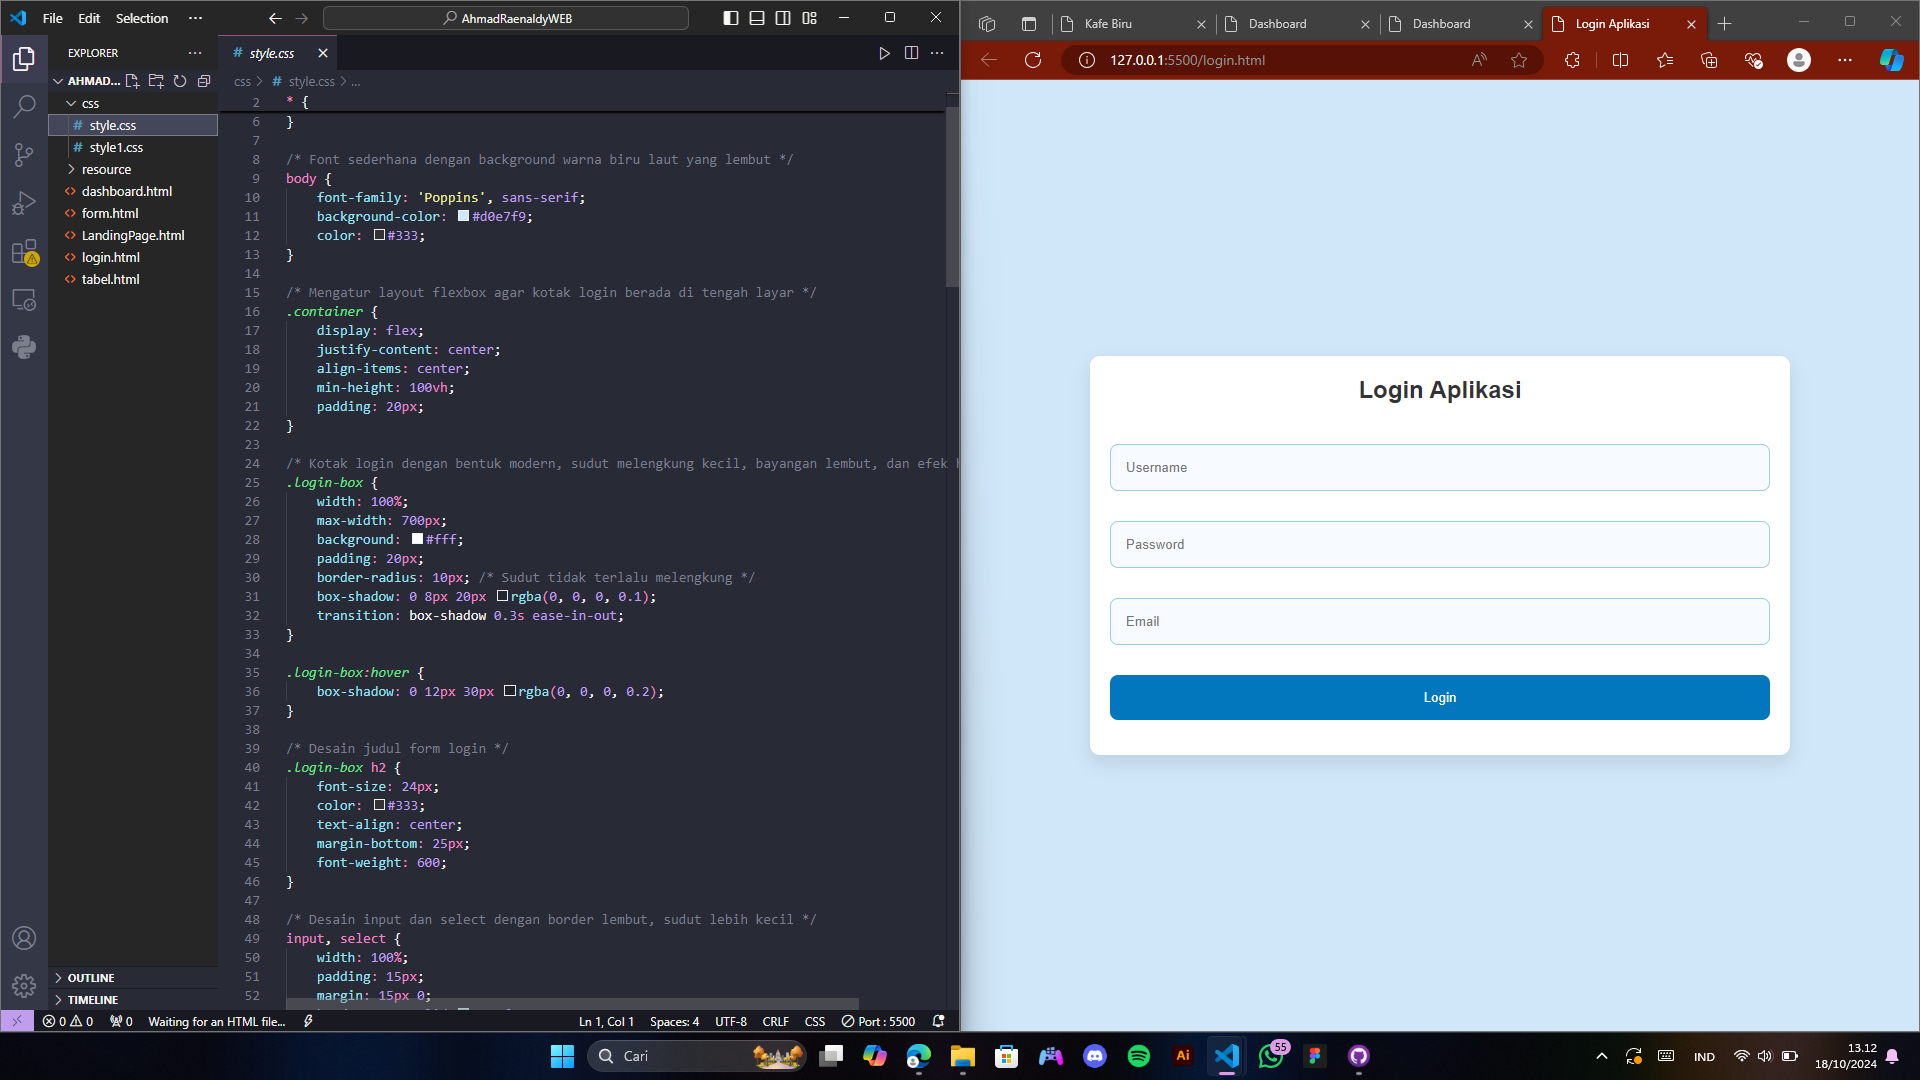 File Edit Selection ···
AhmadRaenaldyWEB
EXPLORER
AHMAD...
css
style.css
style1.css
resource
dashboard.html
form.html
LandingPage.html
login.html
tabel.html
OUTLINE
TIMELINE
style.css
css > # style.css > ...
2 * {
6 }
7
8 /* Font sederhana dengan background warna biru laut yang lembut */
9 body {
10 font-family: 'Poppins', sans-serif;
11 background-color: #d0e7f9;
12 color: #333;
13 }
14
15 /* Mengatur layout flexbox agar kotak login berada di tengah layar */
16 .container {
17 display: flex;
18 justify-content: center;
19 align-items: center;
20 min-height: 100vh;
21 padding: 20px;
22 }
23
24 /* Kotak login dengan bentuk modern, sudut melengkung kecil, bayangan lembut, dan efek
25 .login-box {
26 width: 100%;
27 max-width: 700px;
28 background: #fff;
29 padding: 20px;
30 border-radius: 10px; /* Sudut tidak terlalu melengkung */
31 box-shadow: 0 8px 20px rgba(0, 0, 0, 0.1);
32 transition: box-shadow 0.3s ease-in-out;
33 }
34
35 .login-box:hover {
36 box-shadow: 0 12px 30px rgba(0, 0, 0, 0.2);
37 }
38
39 /* Desain judul form login */
40 .login-box h2 {
41 font-size: 24px;
42 color: #333;
43 text-align: center;
44 margin-bottom: 25px;
45 font-weight: 600;
46 }
47
48 /* Desain input dan select dengan border lembut, sudut lebih kecil */
49 input, select {
50 width: 100%;
51 padding: 15px;
52 margin: 15px 0;
0 0 0 Waiting for an HTML file... Ln 1, Col 1 Spaces: 4 UTF-8 CRLF CSS Port : 5500
Kafe Biru
Dashboard
Dashboard
Login Aplikasi
127.0.0.1:5500/login.html
Login Aplikasi
Username
Password
Email
Login
Cari
Ai
55
IND
13.12
18/10/2024